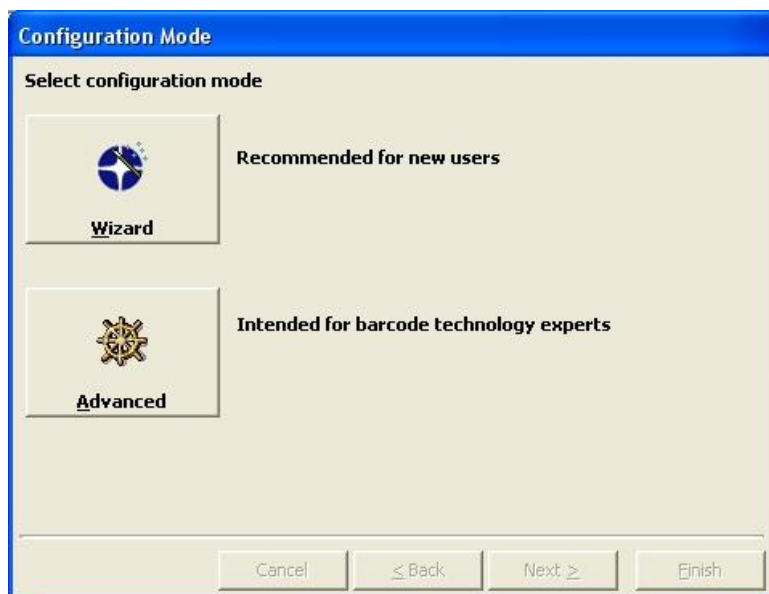 Configuration Mode
Select configuration mode
Recommended for new users
Wizard
Intended for barcode technology experts
Advanced
Cancel
< Back
Next >
Finish